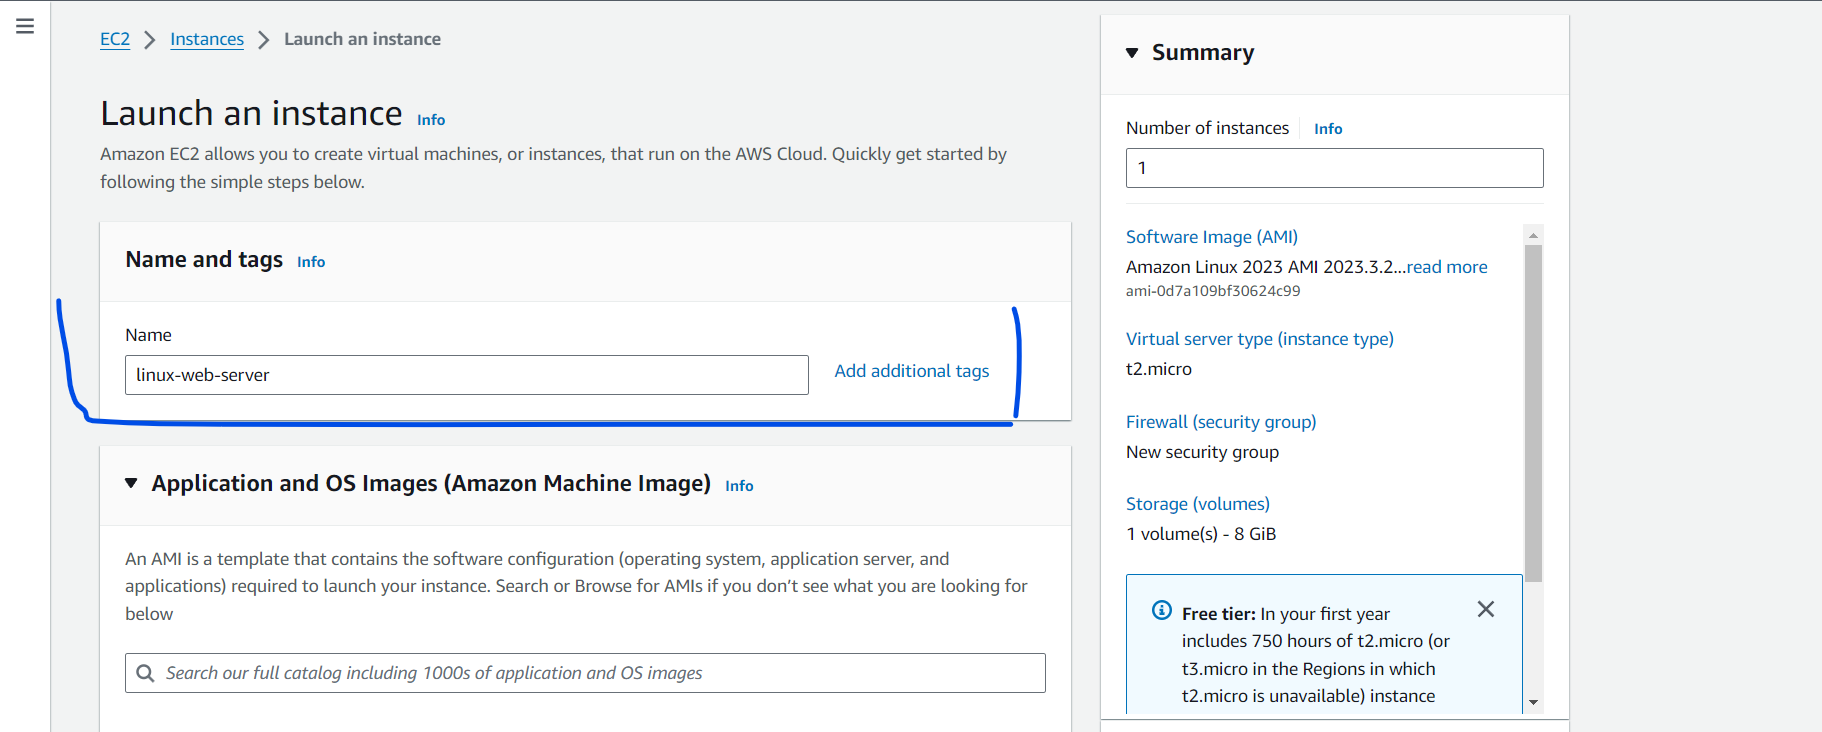 EC2 > Instances > Launch an instance
Launch an instance Info
Amazon EC2 allows you to create virtual machines, or instances, that run on the AWS Cloud. Quickly get started by
following the simple steps below.
Name and tags Info
Name
linux-web-server
Add additional tags
Application and OS Images (Amazon Machine Image) Info
An AMI is a template that contains the software configuration (operating system, application server, and
applications) required to launch your instance. Search or Browse for AMIs if you don’t see what you are looking for
below
Search our full catalog including 1000s of application and OS images
Summary
Number of instances Info
1
Software Image (AMI)
Amazon Linux 2023 AMI 2023.3.2...read more
ami-0d7a109bf30624c99
Virtual server type (instance type)
t2.micro
Firewall (security group)
New security group
Storage (volumes)
1 volume(s) - 8 GiB
Free tier: In your first year
includes 750 hours of t2.micro (or
t3.micro in the Regions in which
t2.micro is unavailable) instance